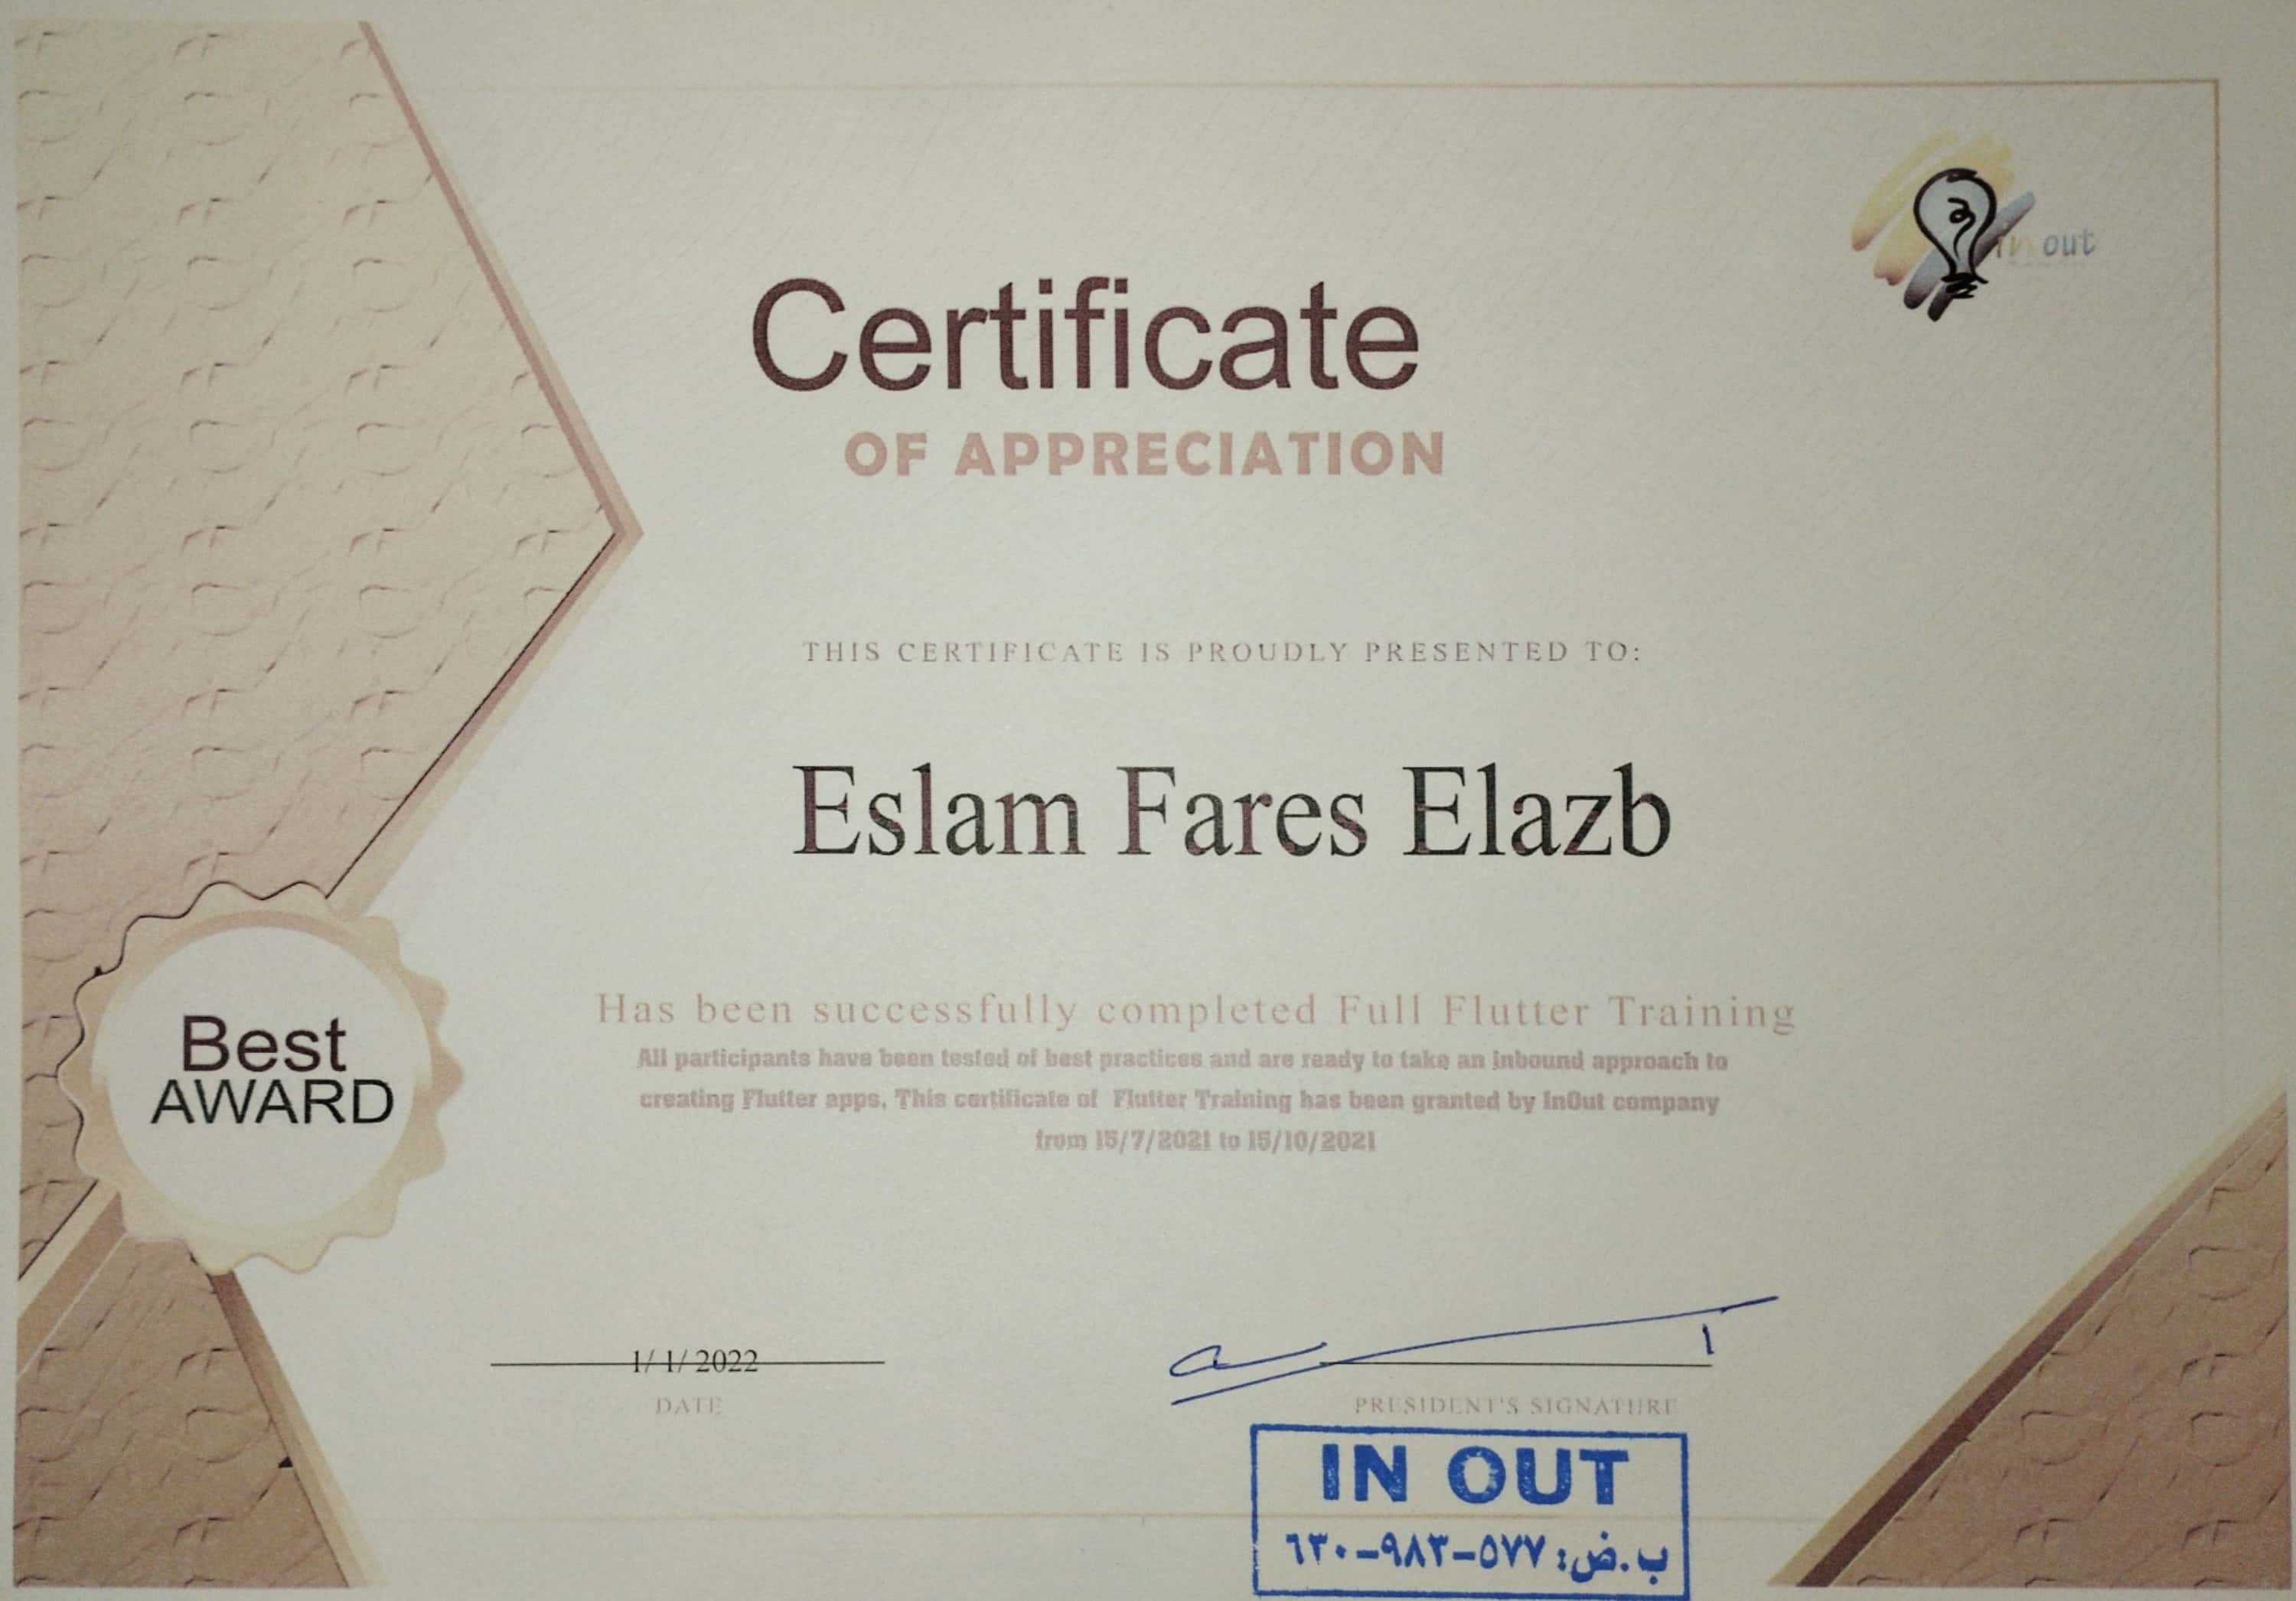 in out
Certificate
OF APPRECIATION
THIS CERTIFICATE IS PROUDLY PRESENTED TO:
Eslam Fares Elazb
Has been successfully completed Full Flutter Training
All participants have been tested of best practices and are ready to take an inbound approach to
creating Flutter apps, This certificate of Flutter Training has been granted by InOut company
from 15/7/2021 to 15/10/2021
Best
AWARD
1/ 1/ 2022
DATE
PRESIDENT'S SIGNATURE
IN OUT
ب.ض: ٥٧٧-٩٨٣-٦٣٠